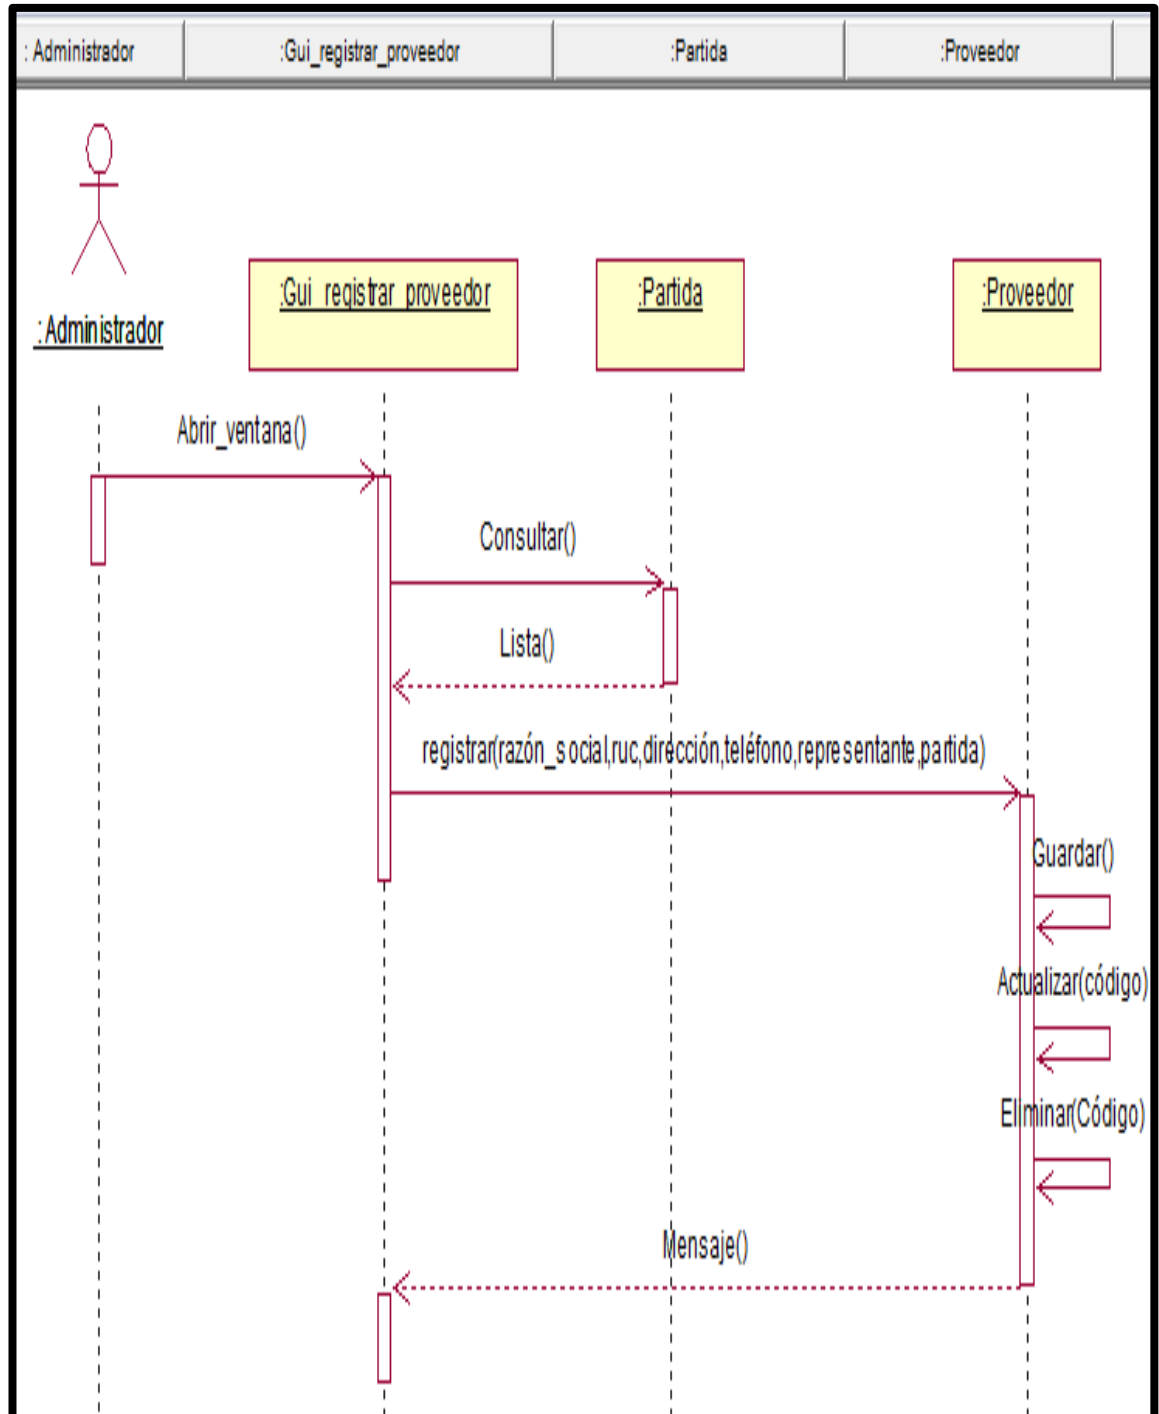 : Administrador
:Gui_registrar_proveedor
:Partida
:Proveedor
: Administrador
:Gui_registrar_proveedor
:Partida
:Proveedor
Abrir_ventana()
Consultar()
Lista()
registrar(razón_social,ruc,dirección,teléfono,representante,partida)
Guardar()
Actualizar(código)
Eliminar(Código)
Mensaje()